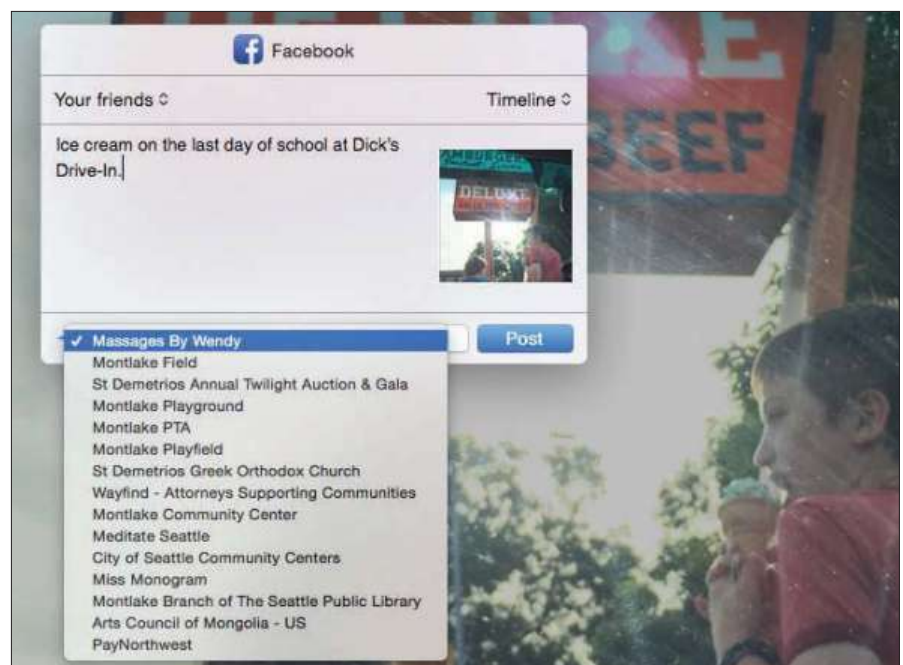 Facebook
Your friends
Timeline
Ice cream on the last day of school at Dick's
Drive-In.
DELUXE
BEEF
Post
Massages By Wendy
Montlake Field
St Demetrios Annual Twilight Auction & Gala
Montlake Playground
Montlake PTA
Montlake Playfield
St Demetrios Greek Orthodox Church
Wayfind - Attorneys Supporting Communities
Montlake Community Center
Meditate Seattle
City of Seattle Community Centers
Miss Monogram
Montlake Branch of The Seattle Public Library
Arts Council of Mongolia - US
PayNorthwest